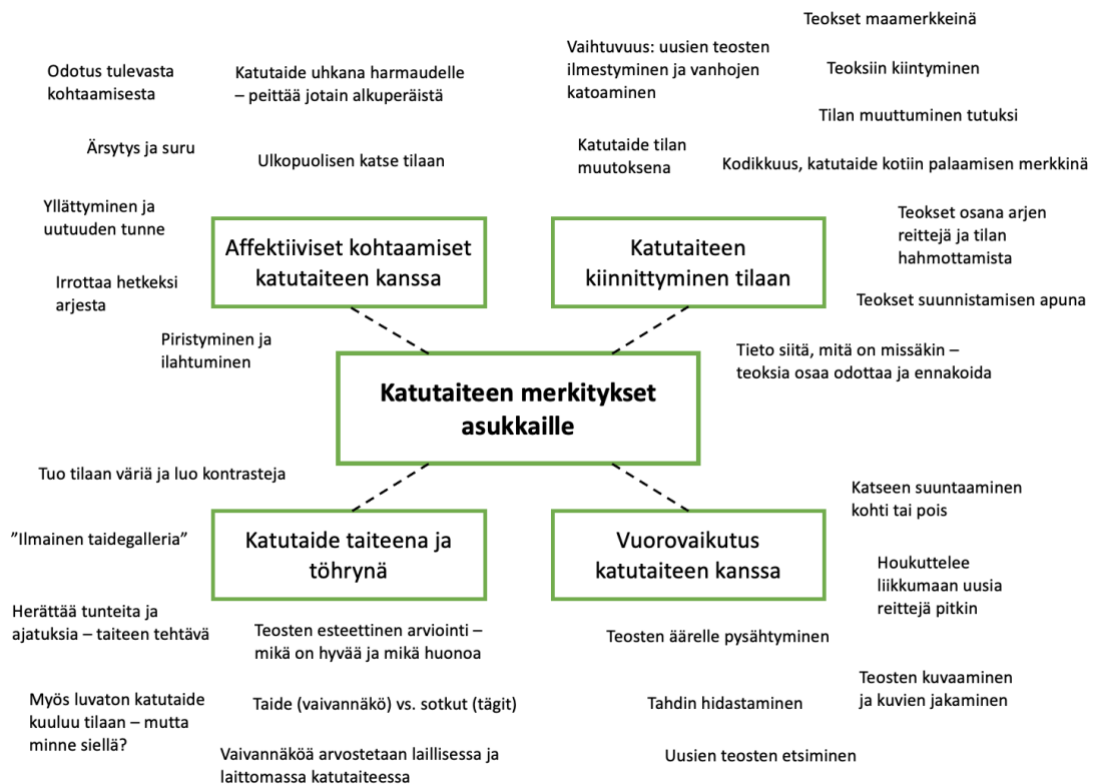 Teokset maamerkkeinä
Vaihtuvuus: uusien teosten
ilmestyminen ja vanhojen
katoaminen
Odotus tulevasta
kohtaamisesta
Katutaide uhkana harmaudelle
– peittää jotain alkuperäistä
Teoksiin kiintyminen
Tilan muuttuminen tutuksi
Ärsytys ja suru
Ulkopuolisen katse tilaan
Katutaide tilan
muutoksena
Kodikkuus, katutaide kotiin palaamisen merkkinä
Yllättyminen ja
uutuuden tunne
Affektiiviset kohtaamiset
katutaiteen kanssa
Katutaiteen
kiinnittyminen tilaan
Teokset osana arjen
reittejä ja tilan
hahmottamista
Irrottaa hetkeksi
arjesta
Teokset suunnistamisen apuna
Piristyminen ja
ilahtuminen
Tieto siitä, mitä on missäkin –
teoksia osaa odottaa ja ennakoida
Katutaiteen merkitykset
asukkaille
Tuo tilaan väriä ja luo kontrasteja
Katseen suuntaaminen
kohti tai pois
"Ilmainen taidegalleria"
Katutaide taiteena ja
töhrynä
Vuorovaikutus
katutaiteen kanssa
Houkuttelee
liikkumaan uusia
reittejä pitkin
Herättää tunteita ja
ajatuksia – taiteen tehtävä
Teosten esteettinen arviointi –
mikä on hyvää ja mikä huonoa
Teosten äärelle pysähtyminen
Myös luvaton katutaide
kuuluu tilaan – mutta
minne siellä?
Taide (vaivannäkö) vs. sotkut (tägit)
Tahdin hidastaminen
Teosten kuvaaminen
ja kuvien jakaminen
Vaivannäköä arvostetaan laillisessa ja
laittomassa katutaiteessa
Uusien teosten etsiminen